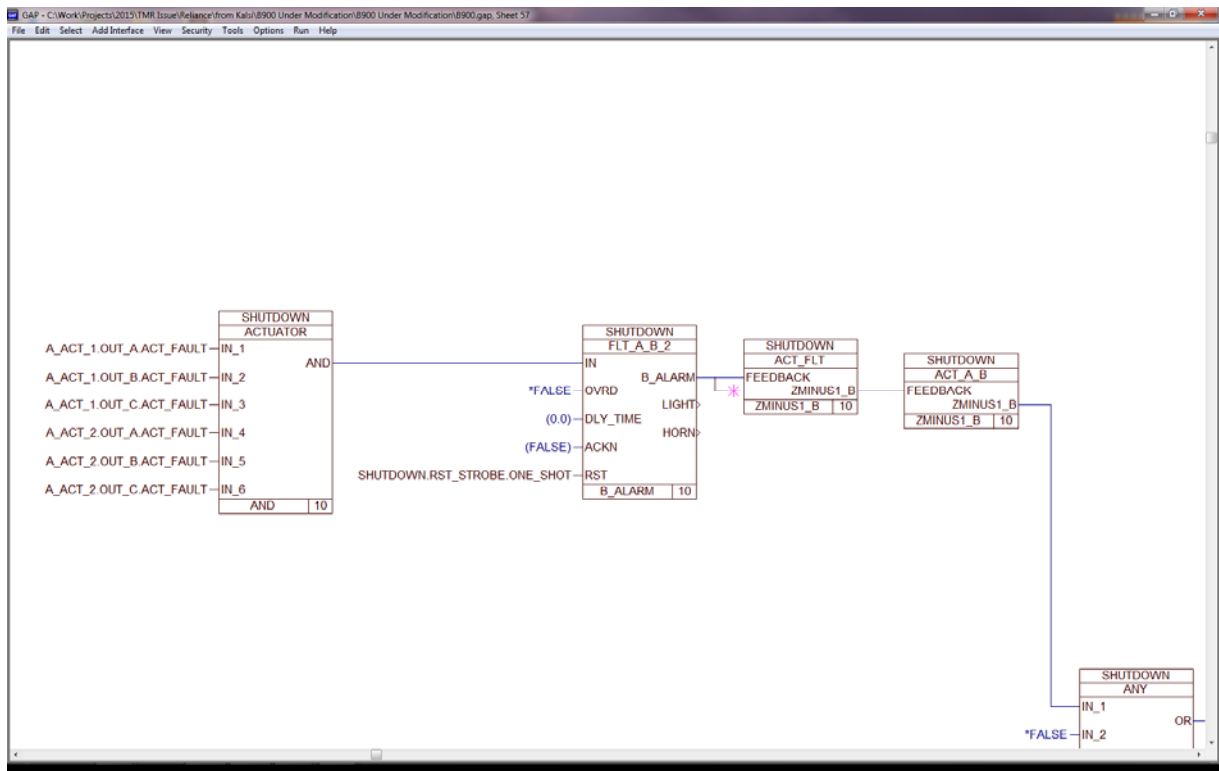 GAP - C:\Work\Projects\2015\TMR Issue\Reliance\from Kalsi\8900 Under Modification\8900 Under Modification\8900.gap, Sheet 57
File Edit Select Add Interface View Security Tools Options Run Help
SHUTDOWN
ACTUATOR
A_ACT_1.OUT_A.ACT_FAULT IN_1
AND
A_ACT_1.OUT_B.ACT_FAULT IN_2
A_ACT_1.OUT_C.ACT_FAULT IN_3
A_ACT_2.OUT_A.ACT_FAULT IN_4
A_ACT_2.OUT_B.ACT_FAULT IN_5
A_ACT_2.OUT_C.ACT_FAULT IN_6
AND 10
SHUTDOWN
FLT_A_B_2
IN
B_ALARM
*FALSE OVRD
LIGHT
(0.0) DLY_TIME
HORN
(FALSE) ACKN
SHUTDOWN.RST_STROBE.ONE_SHOT RST
B_ALARM 10
SHUTDOWN
ACT_FLT
FEEDBACK
ZMINUS1_B
ZMINUS1_B 10
SHUTDOWN
ACT_A_B
FEEDBACK
ZMINUS1_B
ZMINUS1_B 10
SHUTDOWN
ANY
IN_1
OR
*FALSE IN_2